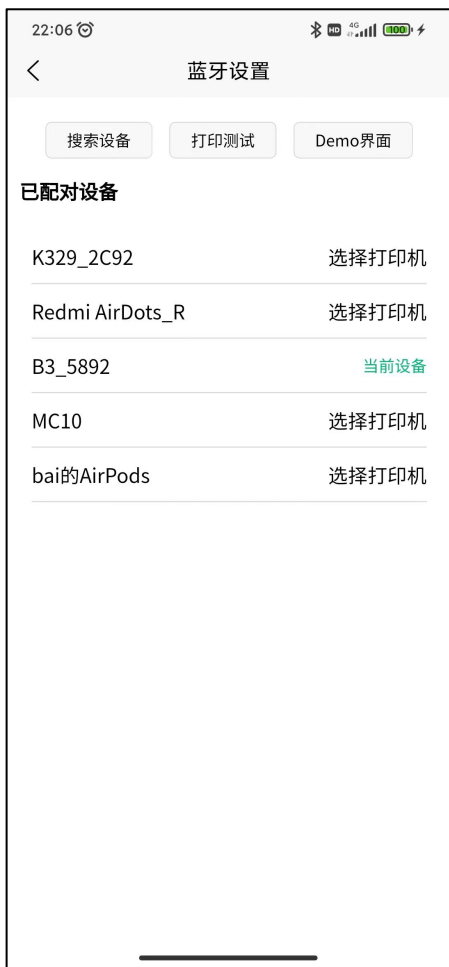 22:06 HD 4G 100
蓝牙设置
搜索设备 打印测试 Demo界面
已配对设备
K329_2C92 选择打印机
Redmi AirDots_R 选择打印机
B3_5892 当前设备
MC10 选择打印机
bai的AirPods 选择打印机